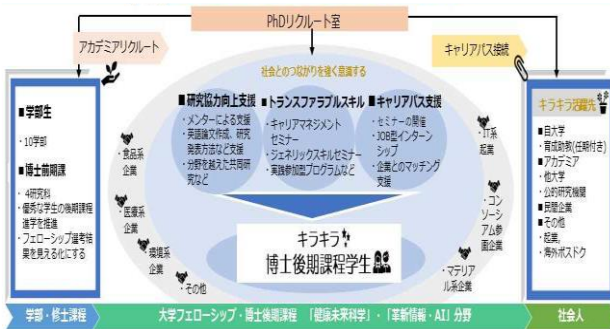 PhDリクルート室
アカデミアリクルート
キャリアパス接続
社会とのつながりを強く意識する
■学部生
・10学部
■博士前期課
・4研究科
・優秀な学生の後期課程
進学を推進
・フェローシップ選考結
果を見える化にする
■研究協力向上支援
・メンターによる支援
・英語論文作成、研究
発表方法など支援
・分野を越えた共同研
究など
■トランスファラブルスキル
・キャリアマネジメント
セミナー
・ジェネリックスキルセミナー
・実践参加型プログラムなど
■キャリアパス支援
・セミナーの開催
・JOB型インターン
シップ
・企業とのマッチング
支援
・食品系
企業
・医療系
企業
・環境系
企業
・その他
・IT系
起業
・コン
ソーシ
アム参
画企業
・マテリア
ル系企業
キラキラ
博士後期課程学生
キラキラ活躍先
■自大学
・育成助教(任期付き)
■アカデミア
・他大学
・公的研究機関
■民間企業
■その他
・起業,
・海外ポスドク
学部・修士課程
大学フェローシップ・博士後期課程 「健康未来科学」・「革新情報・AI」分野
社会人